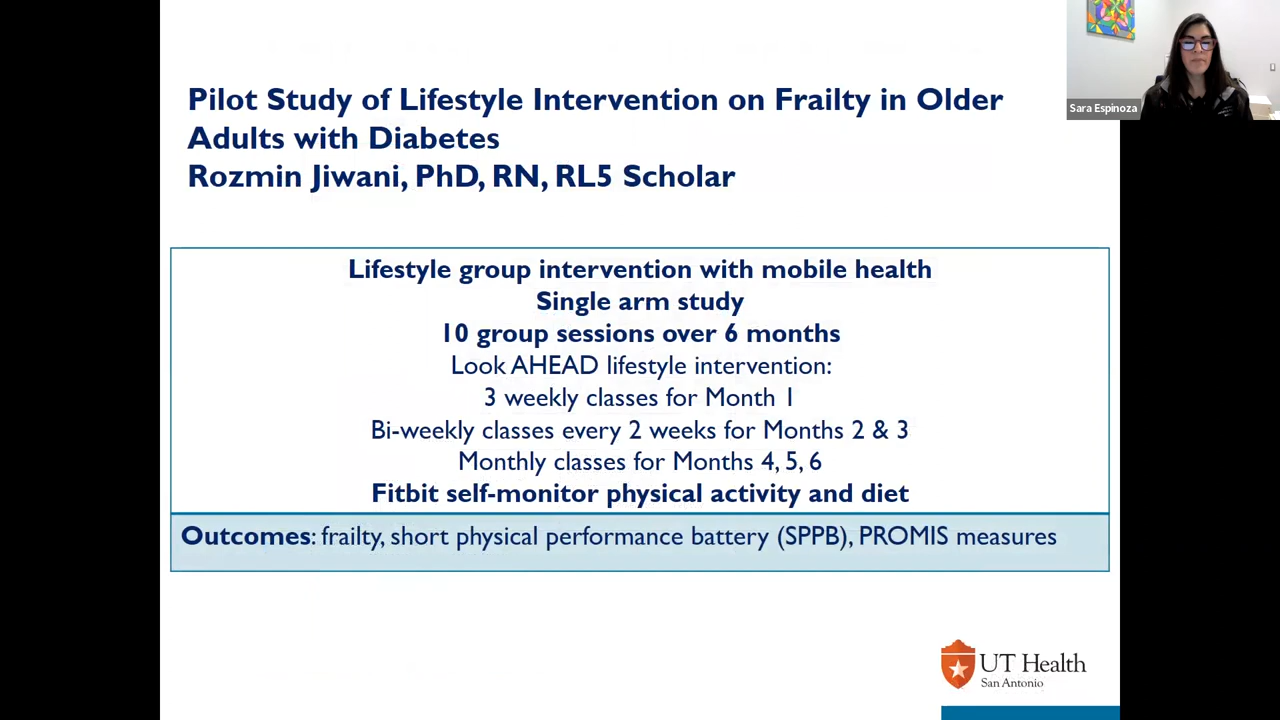 Pilot Study of Lifestyle Intervention on Frailty in Older
Adults with Diabetes
Rozmin Jiwani, PhD, RN, RL5 Scholar
Sara Espinoza
Lifestyle group intervention with mobile health
Single arm study
10 group sessions over 6 months
Look AHEAD lifestyle intervention:
3 weekly classes for Month 1
Bi-weekly classes every 2 weeks for Months 2 & 3
Monthly classes for Months 4, 5, 6
Fitbit self-monitor physical activity and diet
Outcomes: frailty, short physical performance battery (SPPB), PROMIS measures
UT Health
San Antonio